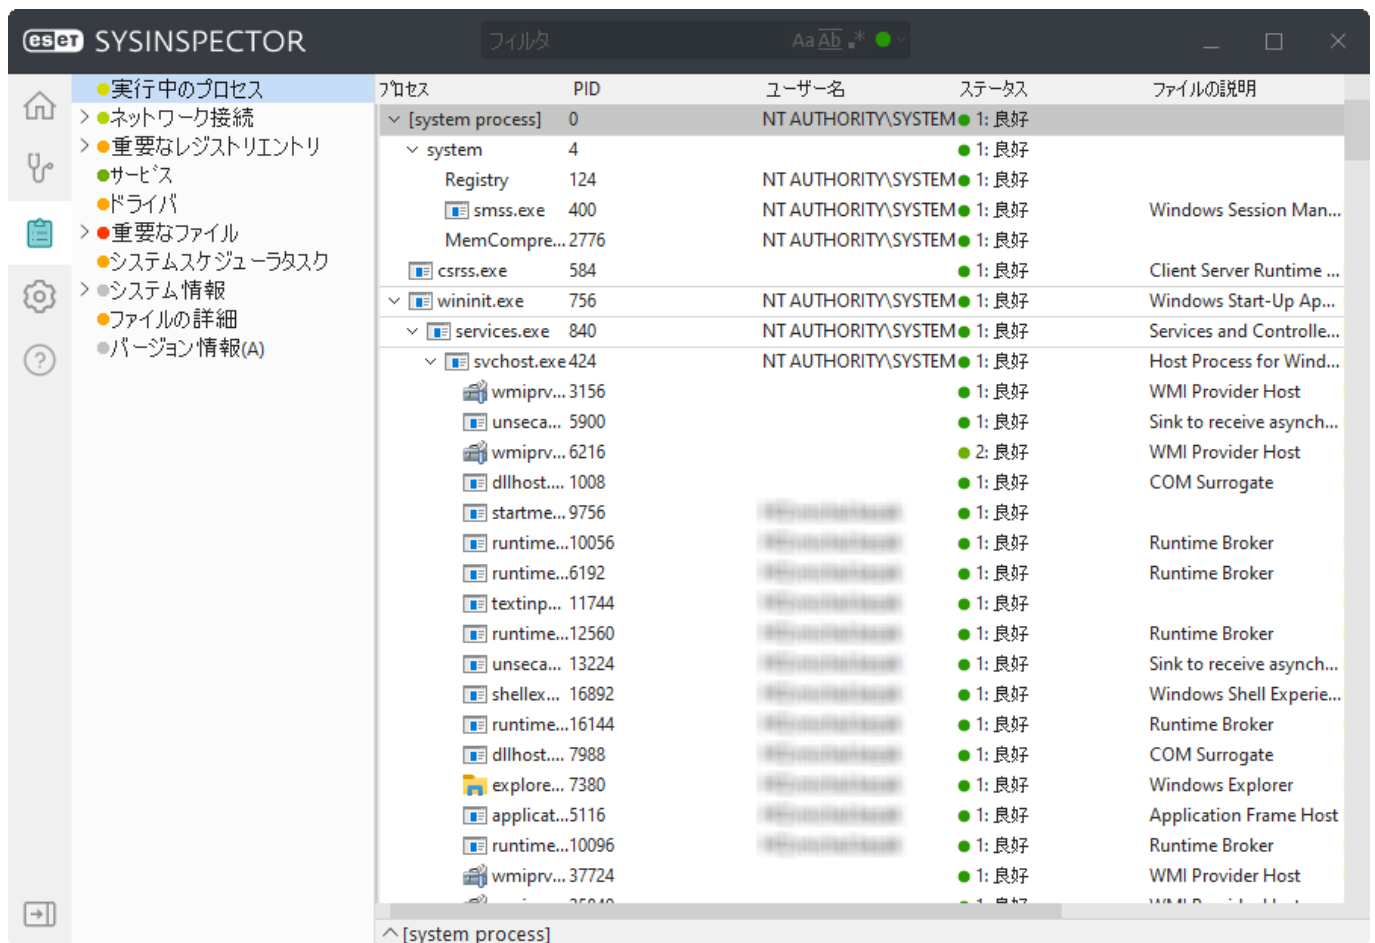 eset SYSINSPECTOR
フィルタ
Aa Ab .*
実行中のプロセス
ネットワーク接続
重要なレジストリエントリ
サービス
ドライバ
重要なファイル
システムスケジューラタスク
システム情報
ファイルの詳細
バージョン情報(A)
プロセス PID ユーザー名 ステータス ファイルの説明
[system process] 0 NT AUTHORITY\SYSTEM 1: 良好
system 4 1: 良好
Registry 124 NT AUTHORITY\SYSTEM 1: 良好
smss.exe 400 NT AUTHORITY\SYSTEM 1: 良好 Windows Session Man...
MemCompre... 2776 NT AUTHORITY\SYSTEM 1: 良好
csrss.exe 584 1: 良好 Client Server Runtime ...
wininit.exe 756 NT AUTHORITY\SYSTEM 1: 良好 Windows Start-Up Ap...
services.exe 840 NT AUTHORITY\SYSTEM 1: 良好 Services and Controlle...
svchost.exe 424 NT AUTHORITY\SYSTEM 1: 良好 Host Process for Wind...
wmiprv... 3156 1: 良好 WMI Provider Host
unseca... 5900 1: 良好 Sink to receive asynch...
wmiprv... 6216 2: 良好 WMI Provider Host
dllhost.... 1008 1: 良好 COM Surrogate
startme... 9756 1: 良好
runtime... 10056 1: 良好 Runtime Broker
runtime... 6192 1: 良好 Runtime Broker
textinp... 11744 1: 良好
runtime... 12560 1: 良好 Runtime Broker
unseca... 13224 1: 良好 Sink to receive asynch...
shellex... 16892 1: 良好 Windows Shell Experie...
runtime... 16144 1: 良好 Runtime Broker
dllhost.... 7988 1: 良好 COM Surrogate
explore... 7380 1: 良好 Windows Explorer
applicat... 5116 1: 良好 Application Frame Host
runtime... 10096 1: 良好 Runtime Broker
wmiprv... 37724 1: 良好 WMI Provider Host
[system process]